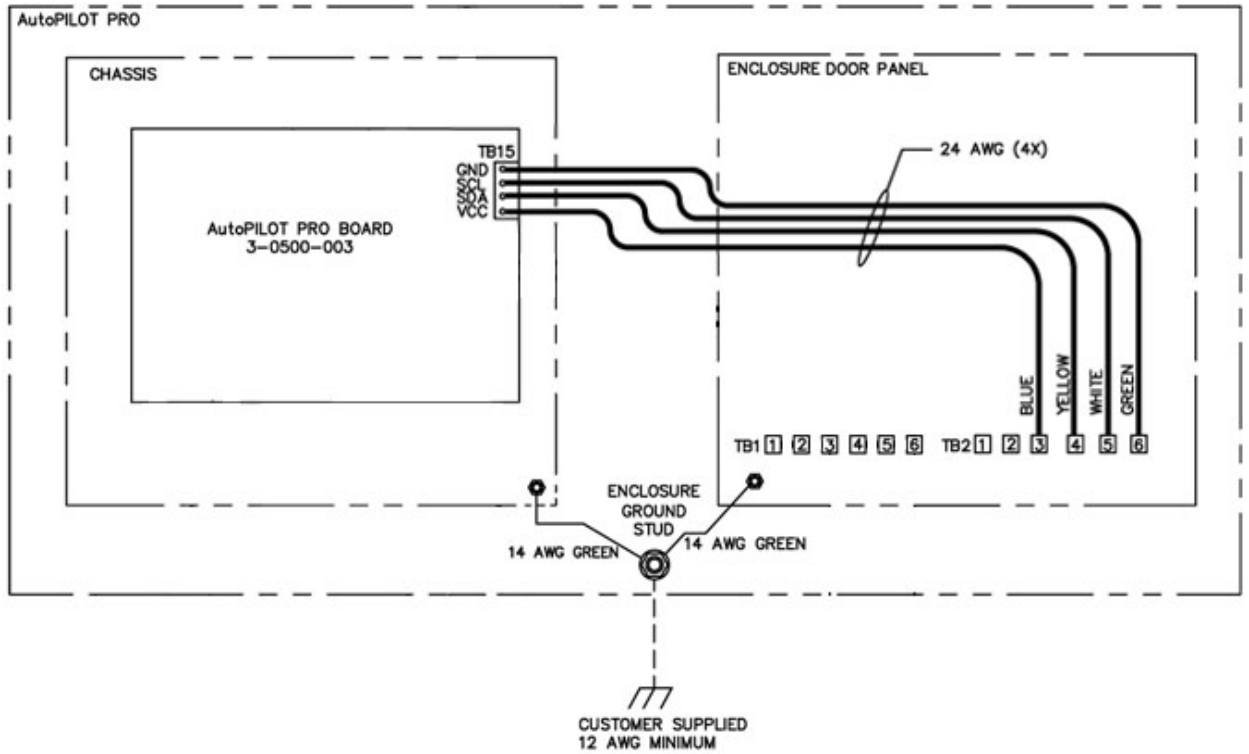 AutoPILOT PRO
CHASSIS
ENCLOSURE DOOR PANEL
TB15
GND
SCL
SDA
VCC
24 AWG (4X)
AutoPILOT PRO BOARD
3-0500-003
BLUE
YELLOW
WHITE
GREEN
TB1 1 2 3 4 5 6 TB2 1 2 3 4 5 6
ENCLOSURE
GROUND
STUD
14 AWG GREEN
14 AWG GREEN
CUSTOMER SUPPLIED
12 AWG MINIMUM